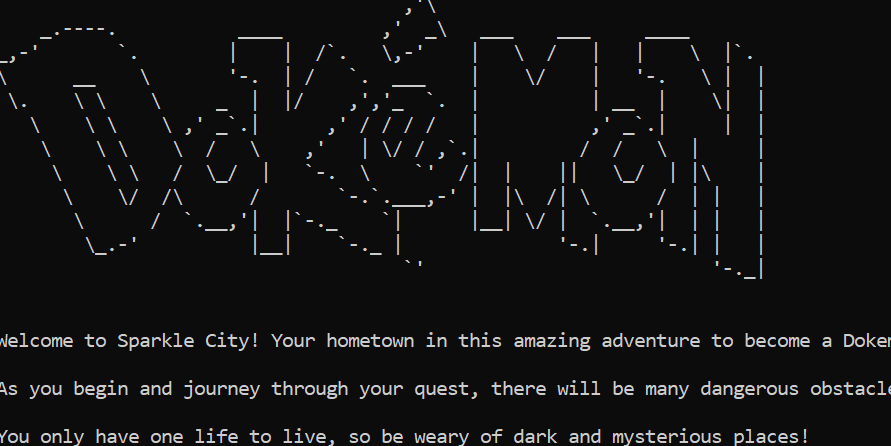 DoKéMoN
Welcome to Sparkle City! Your hometown in this amazing adventure to become a
As you begin and journey through your quest, there will be many dangerous
You only have one life to live, so be weary of dark and mysterious places!